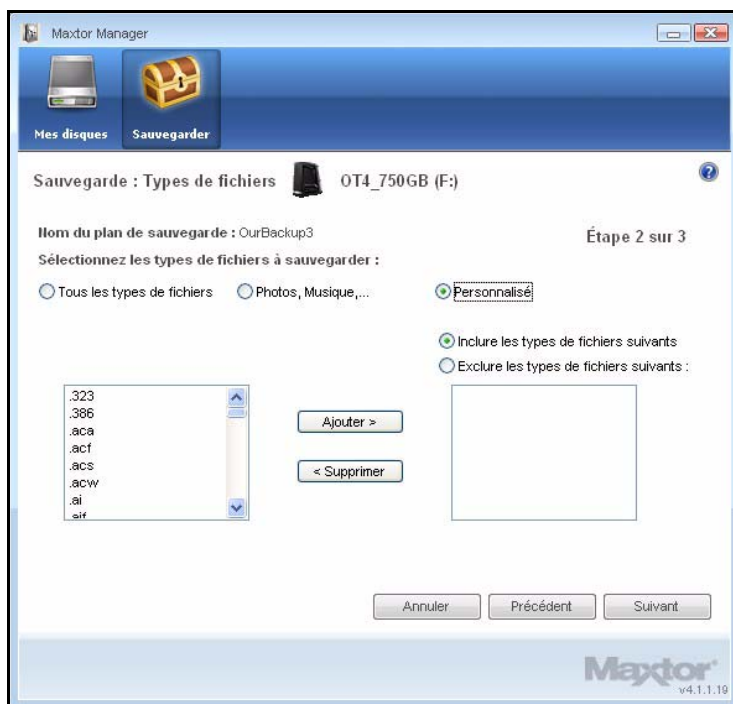 Maxtor Manager
Mes disques
Sauvegarder
Sauvegarde : Types de fichiers OT4_750GB (F:)
Nom du plan de sauvegarde : OurBackup3
Étape 2 sur 3
Sélectionnez les types de fichiers à sauvegarder :
Tous les types de fichiers
Photos, Musique,...
Personnalisé
Inclure les types de fichiers suivants
Exclure les types de fichiers suivants :
.323
.386
.aca
.acf
.acs
.acw
.ai
.aif
Ajouter >
< Supprimer
Annuler
Précédent
Suivant
Maxtor
v4.1.1.19